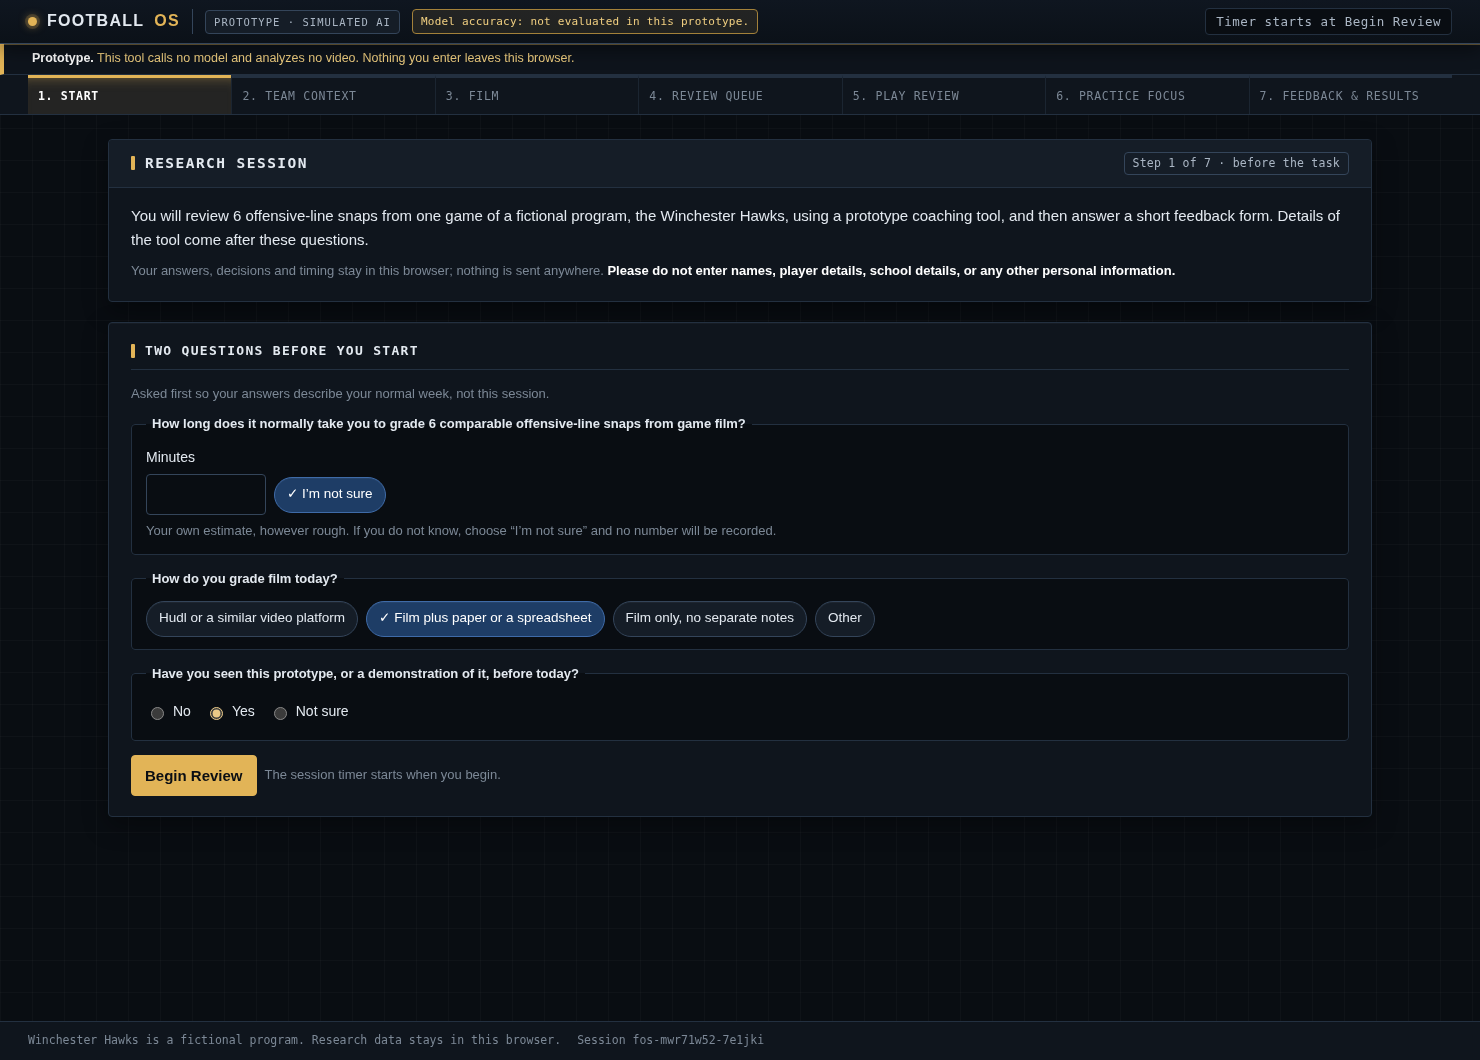 FOOTBALL OS
PROTOTYPE · SIMULATED AI
Model accuracy: not evaluated in this prototype.
Timer starts at Begin Review
Prototype. This tool calls no model and analyzes no video. Nothing you enter leaves this browser.
1. START
2. TEAM CONTEXT
3. FILM
4. REVIEW QUEUE
5. PLAY REVIEW
6. PRACTICE FOCUS
7. FEEDBACK & RESULTS
RESEARCH SESSION
Step 1 of 7 · before the task
You will review 6 offensive-line snaps from one game of a fictional program, the Winchester Hawks, using a prototype coaching tool, and then answer a short feedback form. Details of
the tool come after these questions.
Your answers, decisions and timing stay in this browser; nothing is sent anywhere. Please do not enter names, player details, school details, or any other personal information.
TWO QUESTIONS BEFORE YOU START
Asked first so your answers describe your normal week, not this session.
How long does it normally take you to grade 6 comparable offensive-line snaps from game film?
Minutes
✓ I’m not sure
Your own estimate, however rough. If you do not know, choose “I’m not sure” and no number will be recorded.
How do you grade film today?
Hudl or a similar video platform
✓ Film plus paper or a spreadsheet
Film only, no separate notes
Other
Have you seen this prototype, or a demonstration of it, before today?
No
Yes
Not sure
Begin Review
The session timer starts when you begin.
Winchester Hawks is a fictional program. Research data stays in this browser.
Session fos-mwr71w52-7e1jki